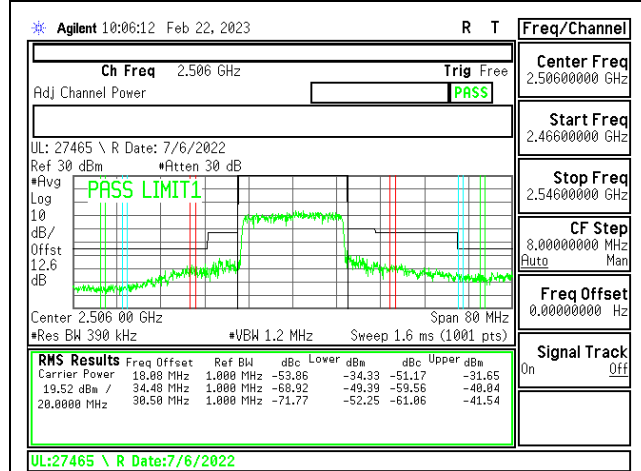 Agilent 10:06:12 Feb 22, 2023 R T
Freq/Channel
Ch Freq 2.506 GHz Trig Free
Adj Channel Power PASS
UL: 27465 \ R Date: 7/6/2022
Ref 30 dBm #Atten 30 dB
#Avg
Log
10
dB/
Offst
12.6
dB
PASS LIMIT1
Center 2.506 00 GHz Span 80 MHz
#Res BW 390 kHz #VBW 1.2 MHz Sweep 1.6 ms (1001 pts)
RMS Results Freq Offset Ref BW dBc Lower dBm dBc Upper dBm
Carrier Power 18.08 MHz 1.000 MHz -53.86 -34.33 -51.17 -31.65
19.52 dBm / 34.48 MHz 1.000 MHz -68.92 -49.39 -59.56 -40.04
20.0000 MHz 30.50 MHz 1.000 MHz -71.77 -52.25 -61.06 -41.54
UL:27465 \ R Date:7/6/2022
Center Freq
2.50600000 GHz
Start Freq
2.46600000 GHz
Stop Freq
2.54600000 GHz
CF Step
8.00000000 MHz
Auto Man
Freq Offset
0.00000000 Hz
Signal Track
On Off